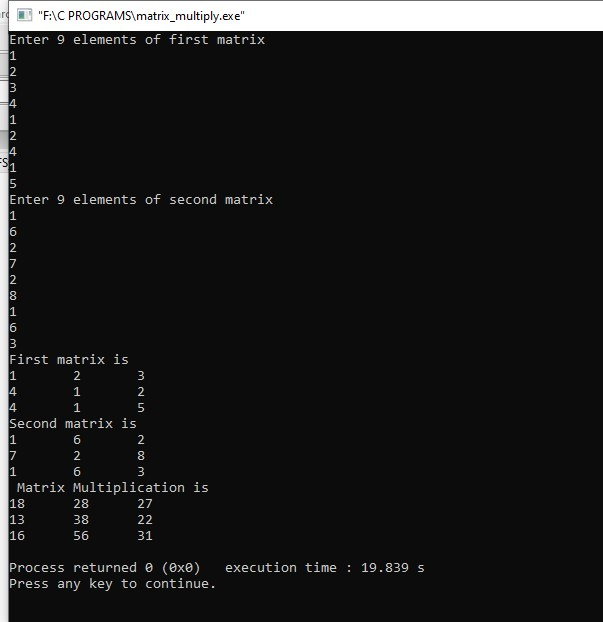 "F:\C PROGRAMS\matrix_multiply.exe"
Enter 9 elements of first matrix
1
2
3
4
1
2
4
1
5
Enter 9 elements of second matrix
1
6
2
7
2
8
1
6
3
First matrix is
1 2 3
4 1 2
4 1 5
Second matrix is
1 6 2
7 2 8
1 6 3
Matrix Multiplication is
18 28 27
13 38 22
16 56 31
Process returned 0 (0x0) execution time : 19.839 s
Press any key to continue.